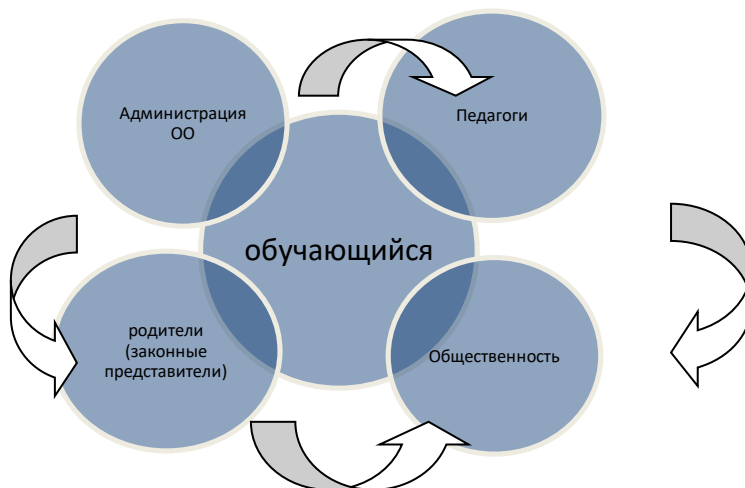 Администрация
ОО
Педагоги
обучающийся
родители
(законные
представители)
Общественность